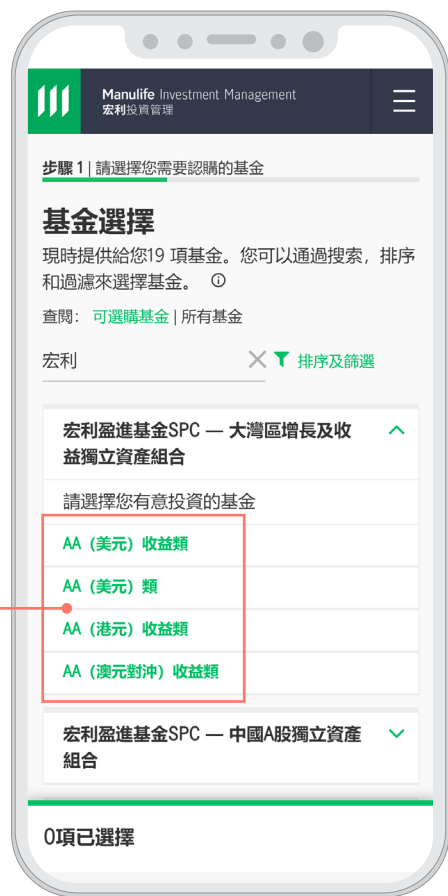 Manulife Investment Management
宏利投資管理
步驟 1 | 請選擇您需要認購的基金
基金選擇
現時提供給您19 項基金。您可以通過搜索，排序
和過濾來選擇基金。
查閱： 可選購基金 | 所有基金
宏利
排序及篩選
宏利盈進基金SPC — 大灣區增長及收
益獨立資產組合
請選擇您有意投資的基金
AA（美元）收益類
AA（美元）類
AA（港元）收益類
AA（澳元對沖）收益類
宏利盈進基金SPC — 中國A股獨立資產
組合
0項已選擇